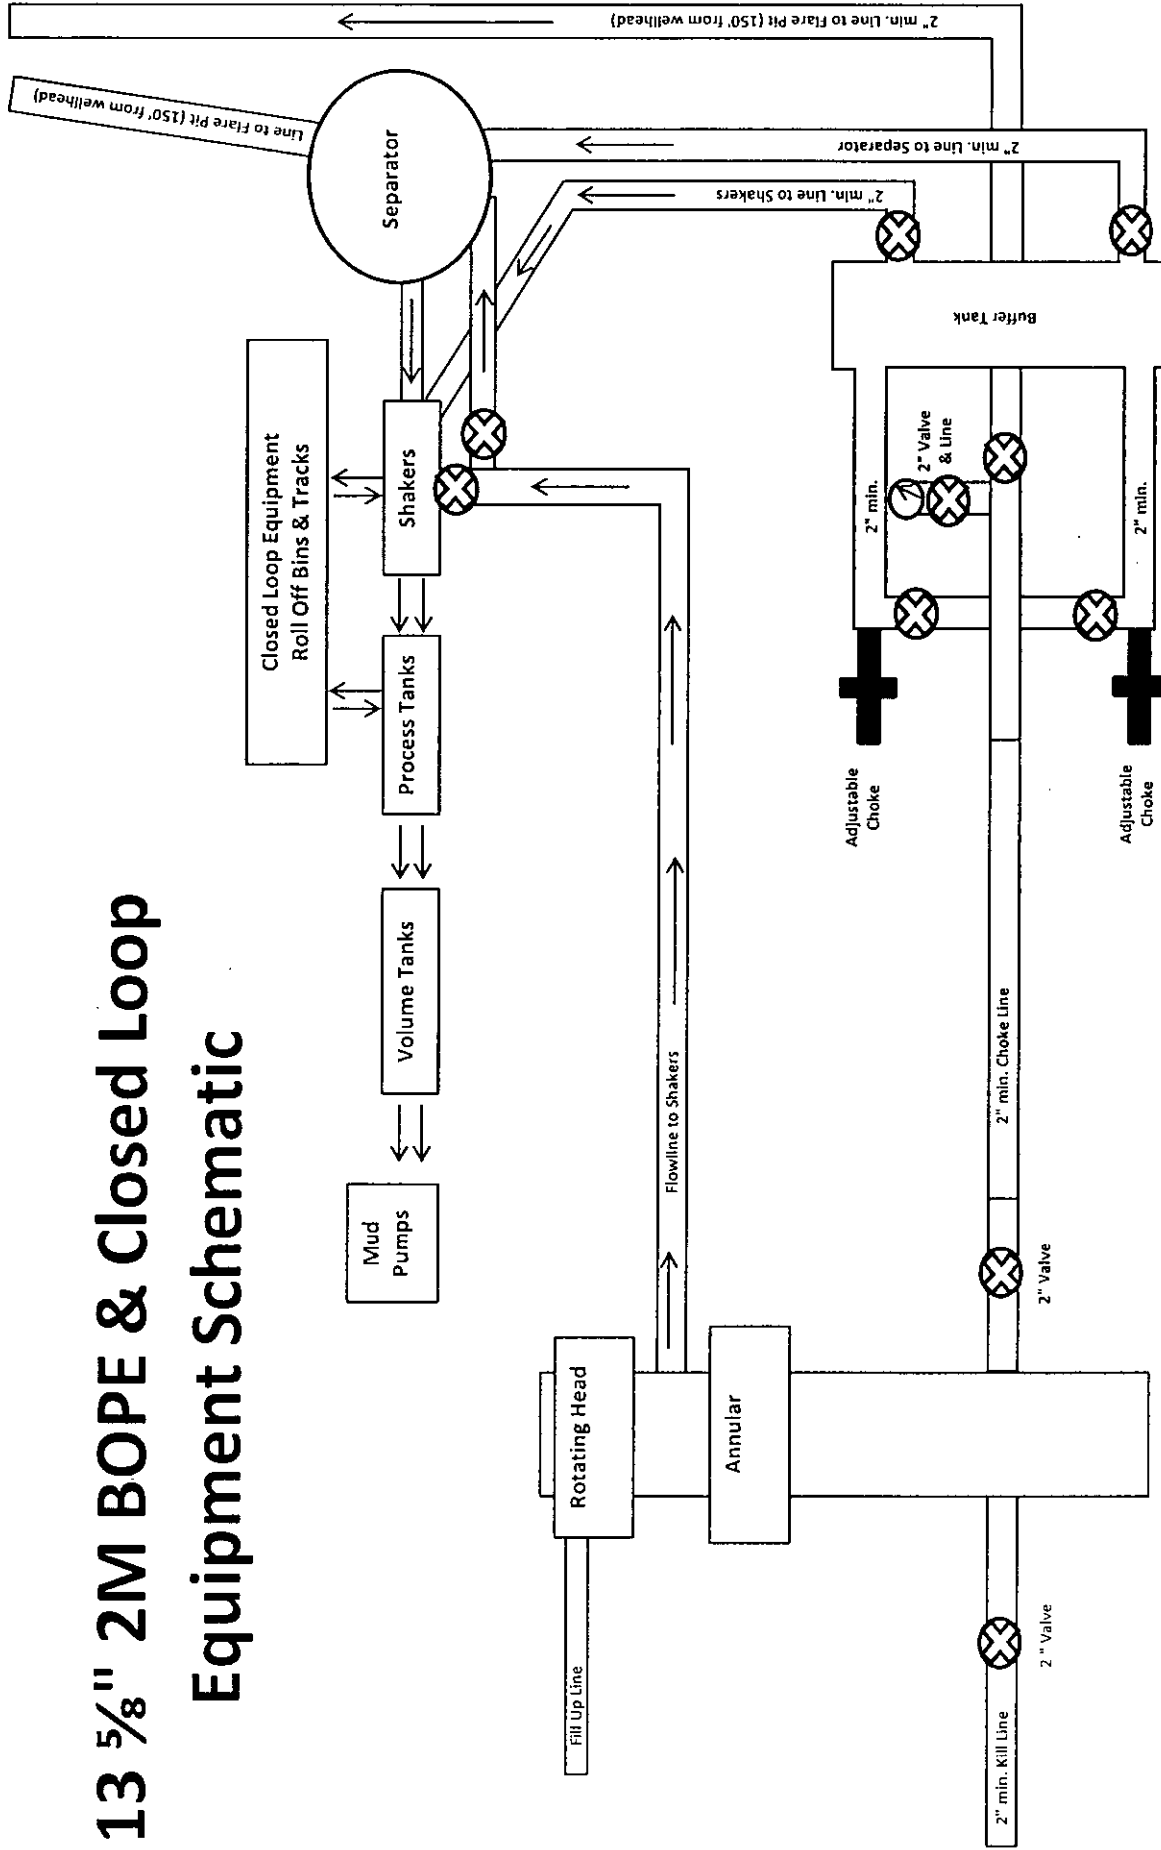 13 ⅝" 2M BOPE & Closed Loop
Equipment Schematic
Closed Loop Equipment
Roll Off Bins & Tracks
Mud
Pumps
Volume Tanks
Process Tanks
Shakers
Separator
Line to Flare Pit (150' from wellhead)
2" min. Line to Flare Pit (150' from wellhead)
Fill Up Line
Rotating Head
Annular
Flowline to Shakers
2" min. Line to Shakers
2" min. Line to Separator
2" min. Kill Line
2" Valve
2" Valve
2" min. Choke Line
Adjustable
Choke
Adjustable
Choke
2" min.
2" Valve
& Line
2" min.
Buffer Tank